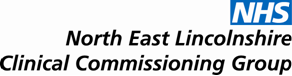 NHS
North East Lincolnshire
Clinical Commissioning Group